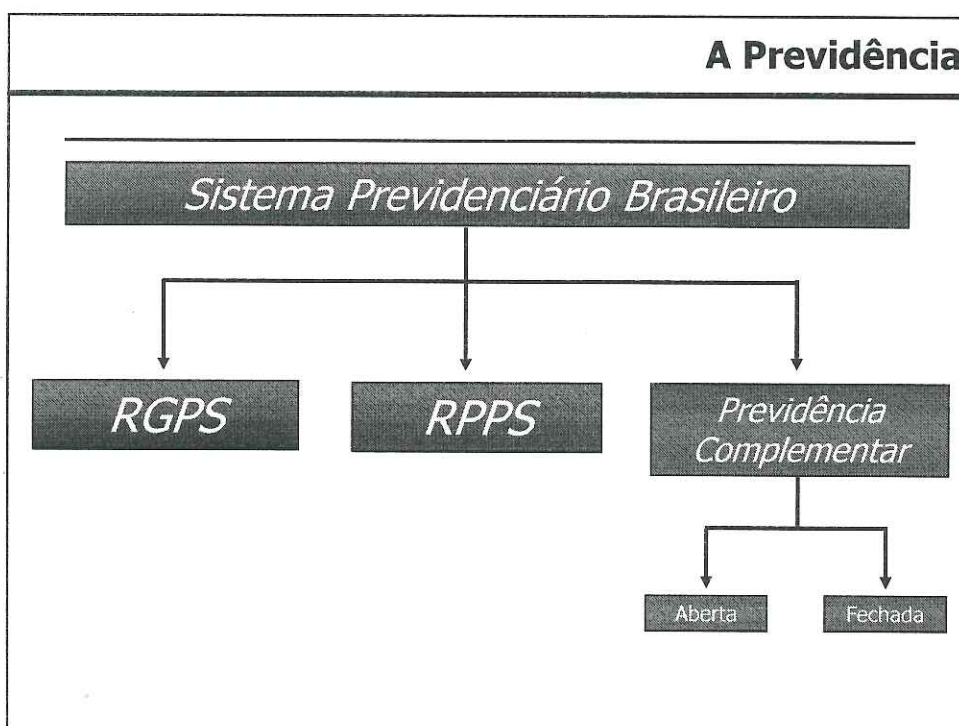 A Previdência
Sistema Previdenciário Brasileiro
RGPS
RPPS
Previdência
Complementar
Aberta
Fechada